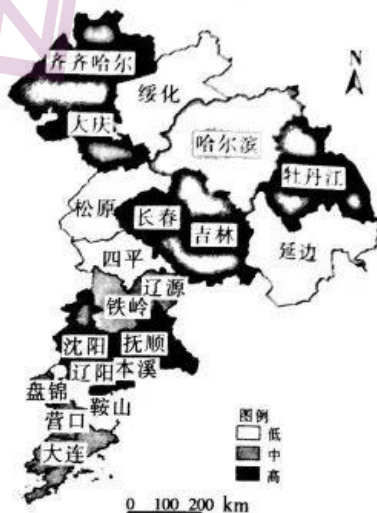 N
齐齐哈尔
绥化
大庆
哈尔滨
牡丹江
松原
长春
吉林
延边
四平
辽源
铁岭
沈阳
抚顺
辽阳
本溪
盘锦
鞍山
营口
大连
图例
低
中
高
0 100 200 km